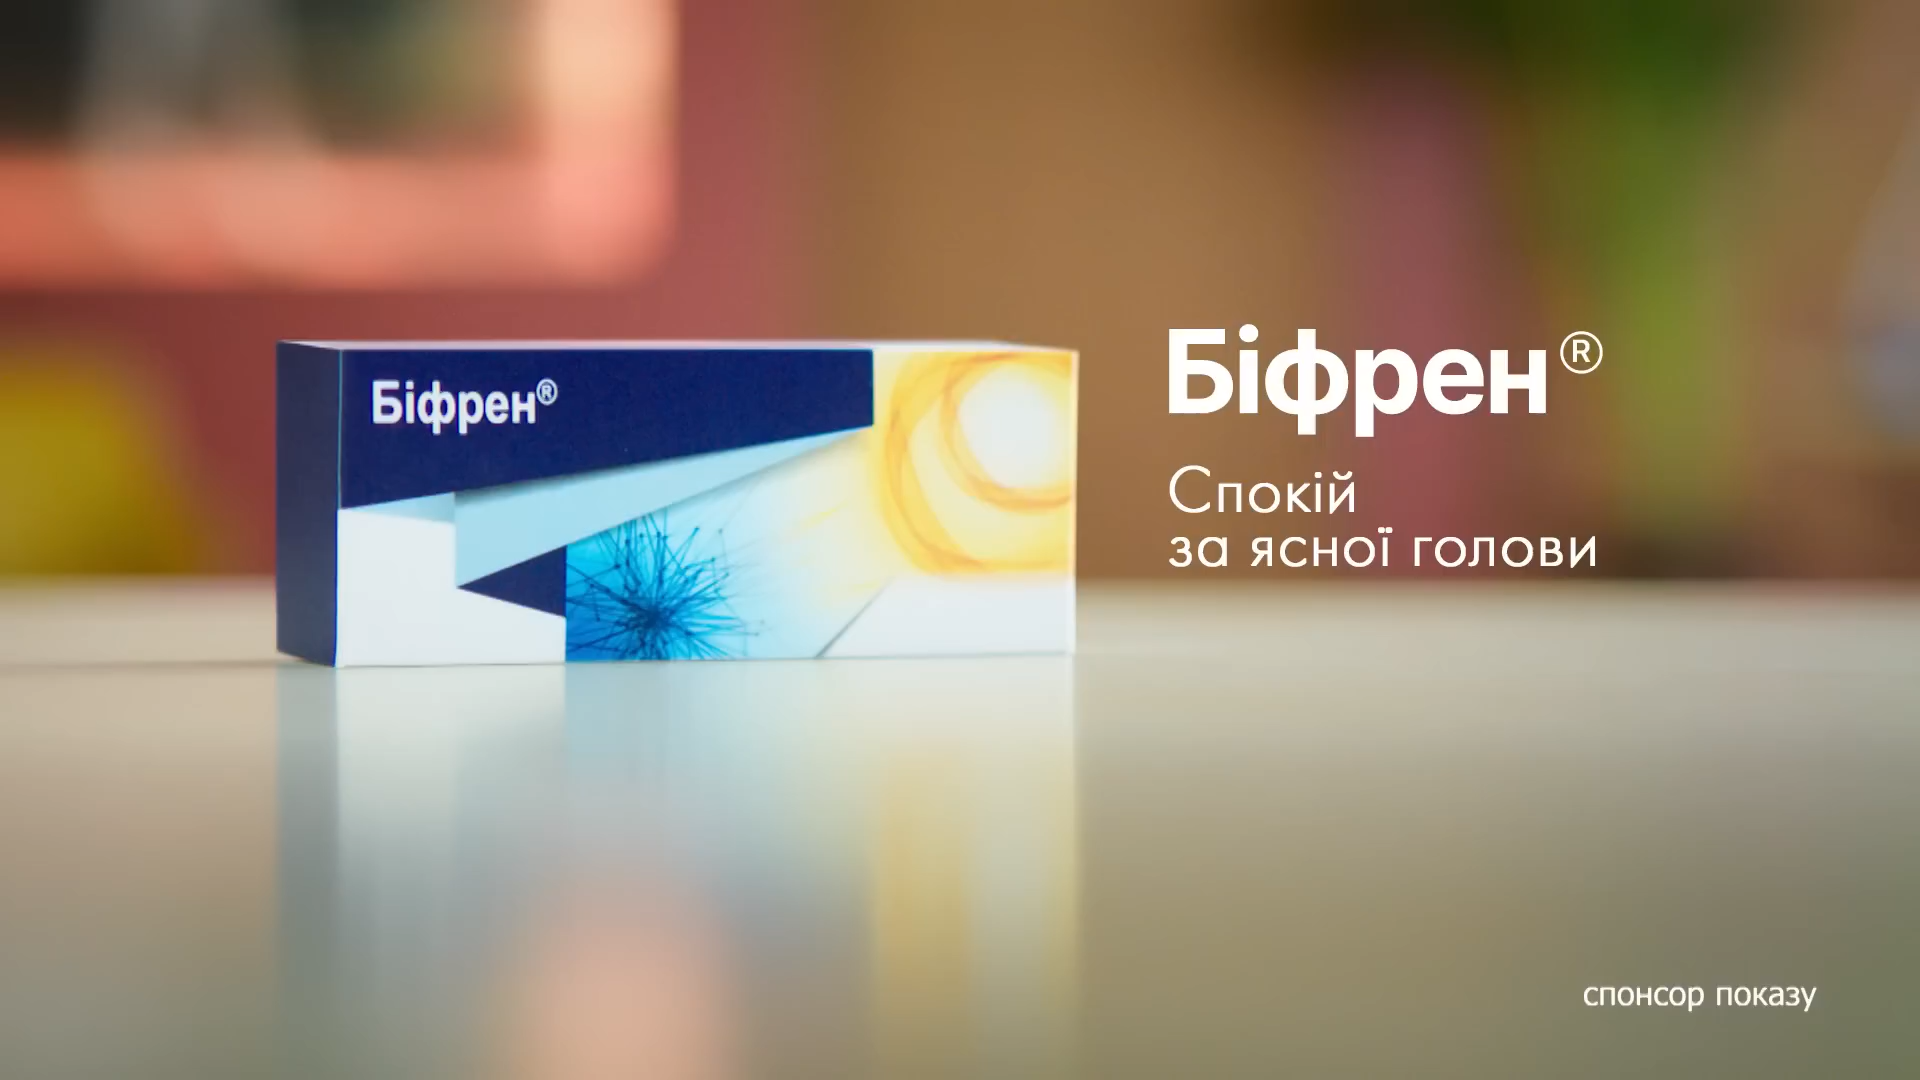 Біфрен®
Біфрен®
Спокій
за ясної голови
спонсор показу